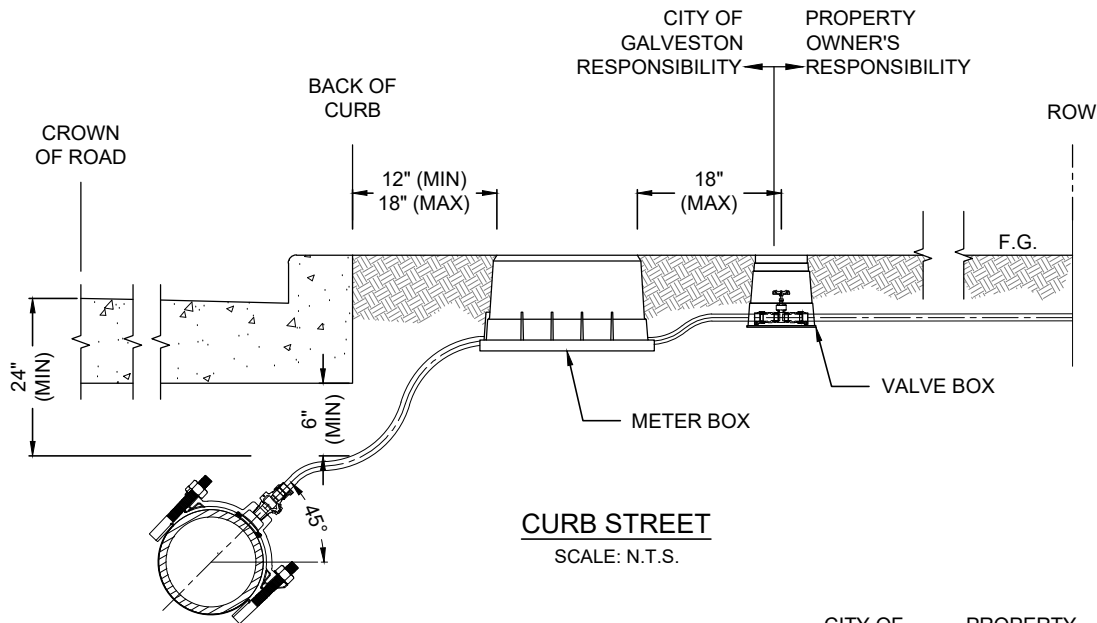 CITY OF
GALVESTON
RESPONSIBILITY
PROPERTY
OWNER'S
RESPONSIBILITY
BACK OF
CURB
ROW
CROWN
OF ROAD
12" (MIN)
18" (MAX)
18"
(MAX)
F.G.
24"
(MIN)
6"
(MIN)
VALVE BOX
METER BOX
45°
CURB STREET
SCALE: N.T.S.
CITY OF
PROPERTY